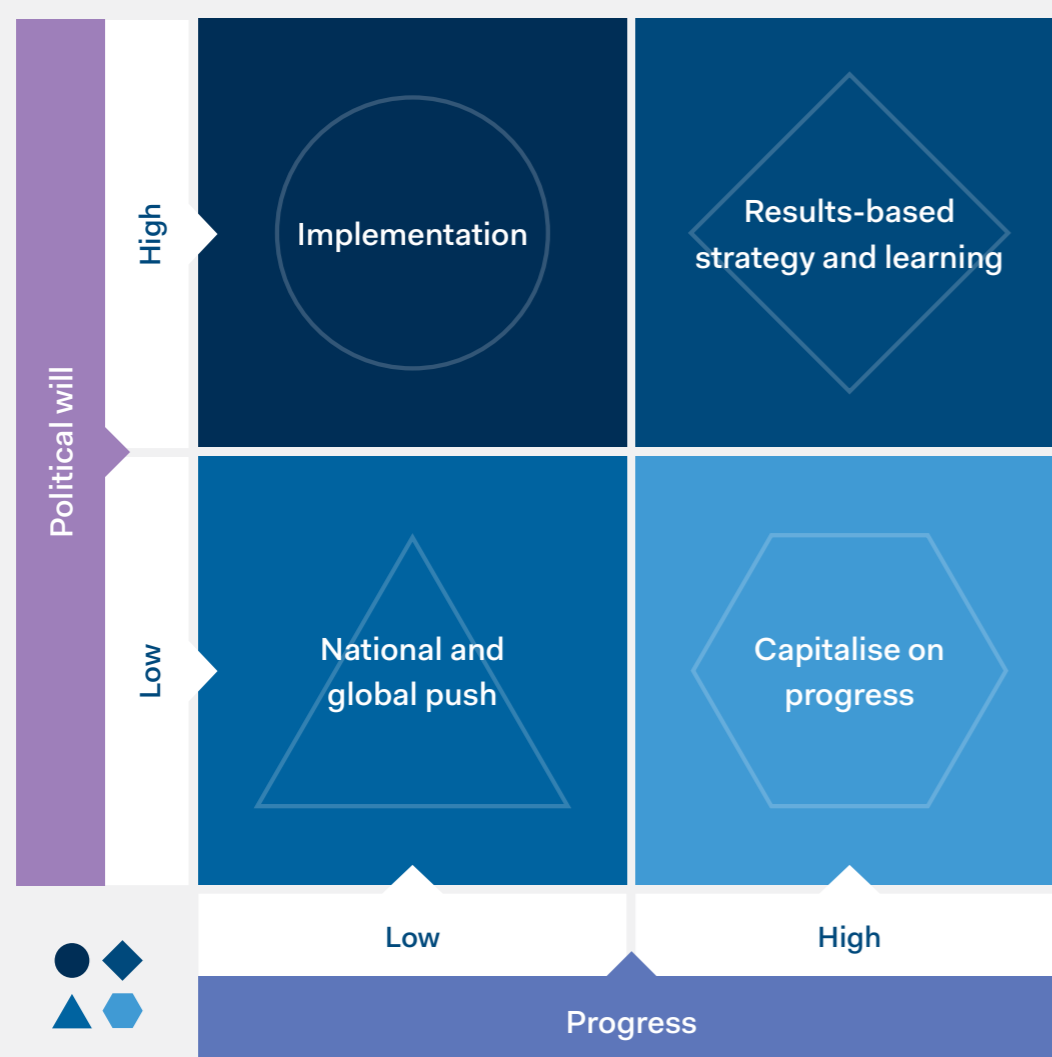 Political will
High
Implementation
Results-based
strategy and learning
Low
National and
global push
Capitalise on
progress
Low
High
Progress